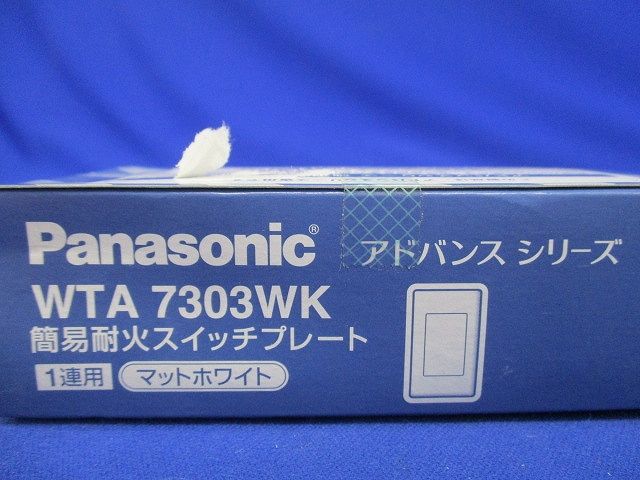 Panasonic® アドバンス シリーズ
WTA 7303WK
簡易耐火スイッチプレート
1連用 マットホワイト